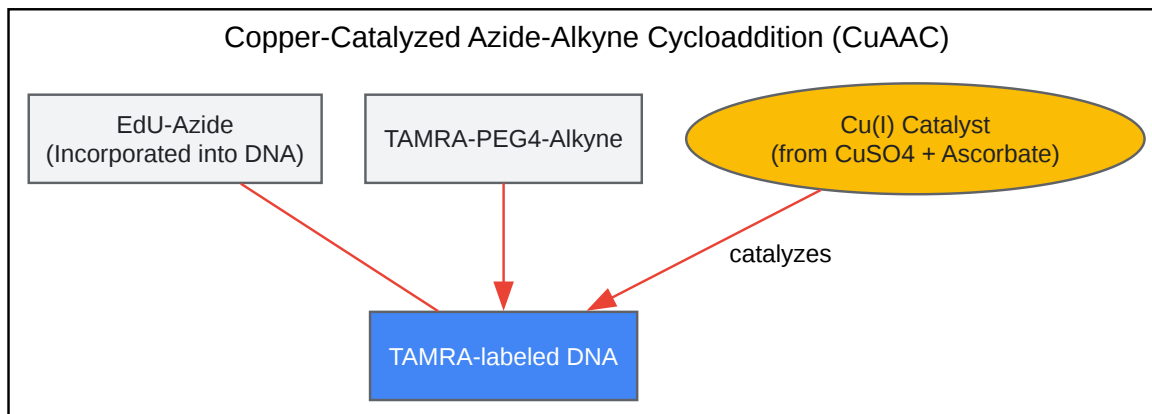 Copper-Catalyzed Azide-Alkyne Cycloaddition (CuAAC)
EdU-Azide
(Incorporated into DNA)
TAMRA-PEG4-Alkyne
Cu(I) Catalyst
(from CuSO4 + Ascorbate)
catalyzes
TAMRA-labeled DNA